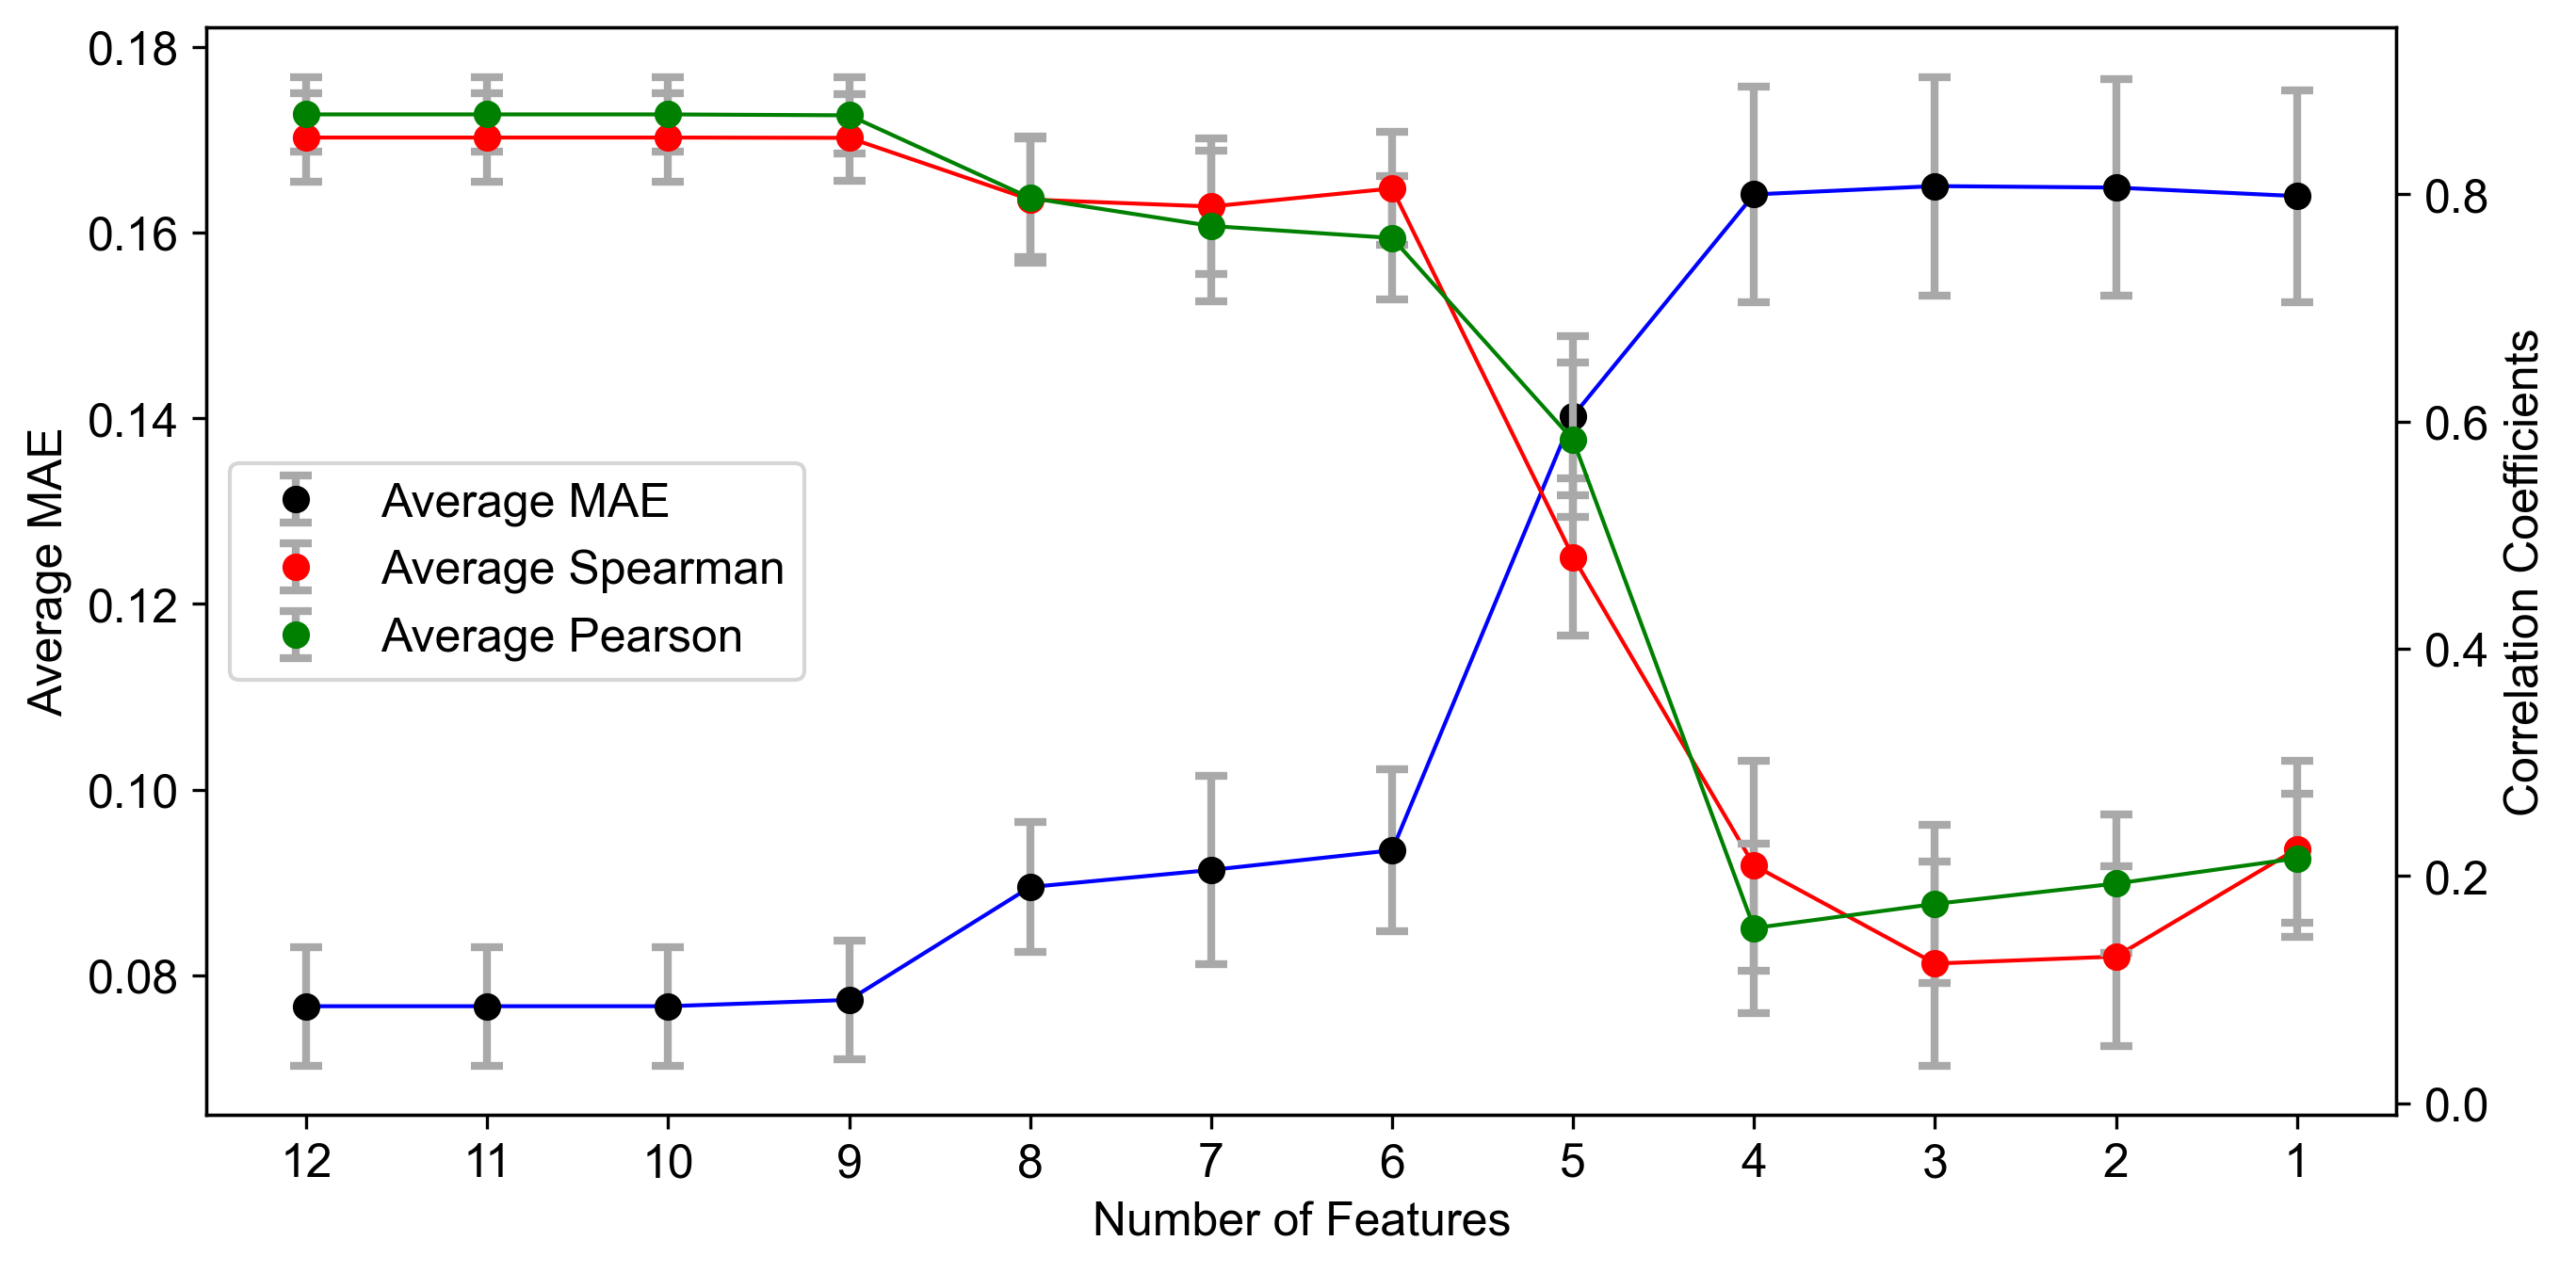 0.18
0.16
0.14
0.12
0.10
0.08
Average MAE
Average MAE
Average Spearman
Average Pearson
0.8
0.6
0.4
0.2
0.0
Correlation Coefficients
12 11 10 9 8 7 6 5 4 3 2 1
Number of Features